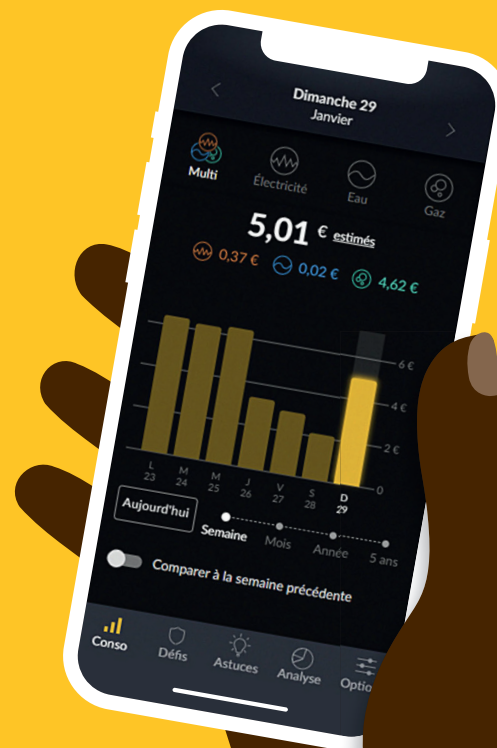 Dimanche 29
Janvier
Multi
Électricité
Eau
Gaz
5,01 € estimés
0,37 € 0,02 € 4,62 €
6 €
4 €
2 €
0
L M M J V S D
23 24 25 26 27 28 29
Aujourd'hui
Semaine Mois Année 5 ans
Comparer à la semaine précédente
Conso Défis Astuces Analyse